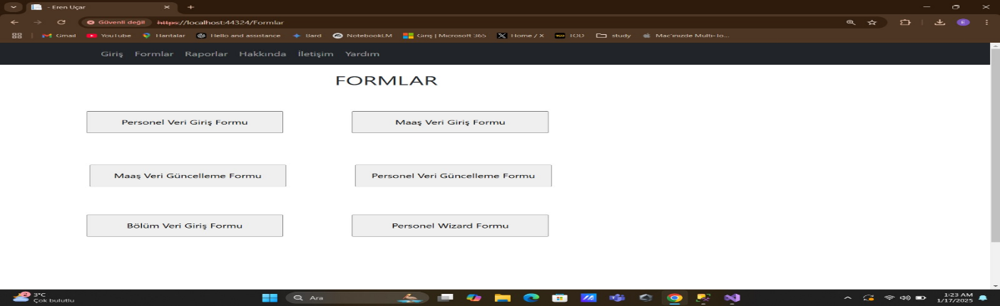 - Eren Uçar
Güvenli değil https://localhost:44324/Formlar
Gmail YouTube Haritalar Hello and assistance Bard NotebookLM Giriş | Microsoft 365 Home / X study Mac'inizde Multi-To...
Giriş Formlar Raporlar Hakkında İletişim Yardım
FORMLAR
Personel Veri Giriş Formu Maaş Veri Giriş Formu
Maaş Veri Güncelleme Formu Personel Veri Güncelleme Formu
Bölüm Veri Giriş Formu Personel Wizard Formu
3°C
Çok bulutlu
Ara
1:23 AM
1/17/2025